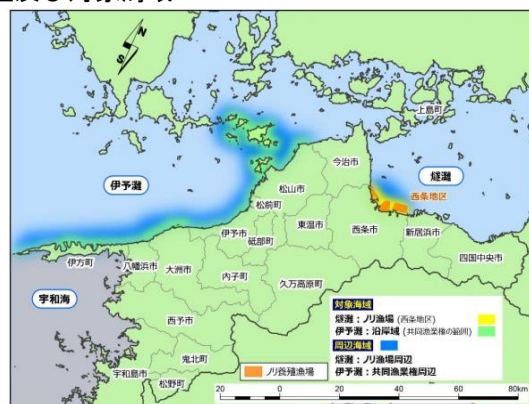 N
S
上島町
今治市
燧灘
伊予灘
松山市
西条地区
松前町
東温市
伊予市
西条市
新居浜市
砥部町
四国中央市
伊方町
八幡浜市
大洲市
内子町
久万高原町
宇和海
対象海域
燧灘：ノリ漁場 (西条地区)
西予市
伊予灘：沿岸域 (共同漁業権の範囲)
周辺海域
鬼北町
燧灘：ノリ漁場周辺
宇和島市
ノリ養殖漁場
伊予灘：共同漁業権周辺
松野町
20 0 20 40 60 80km